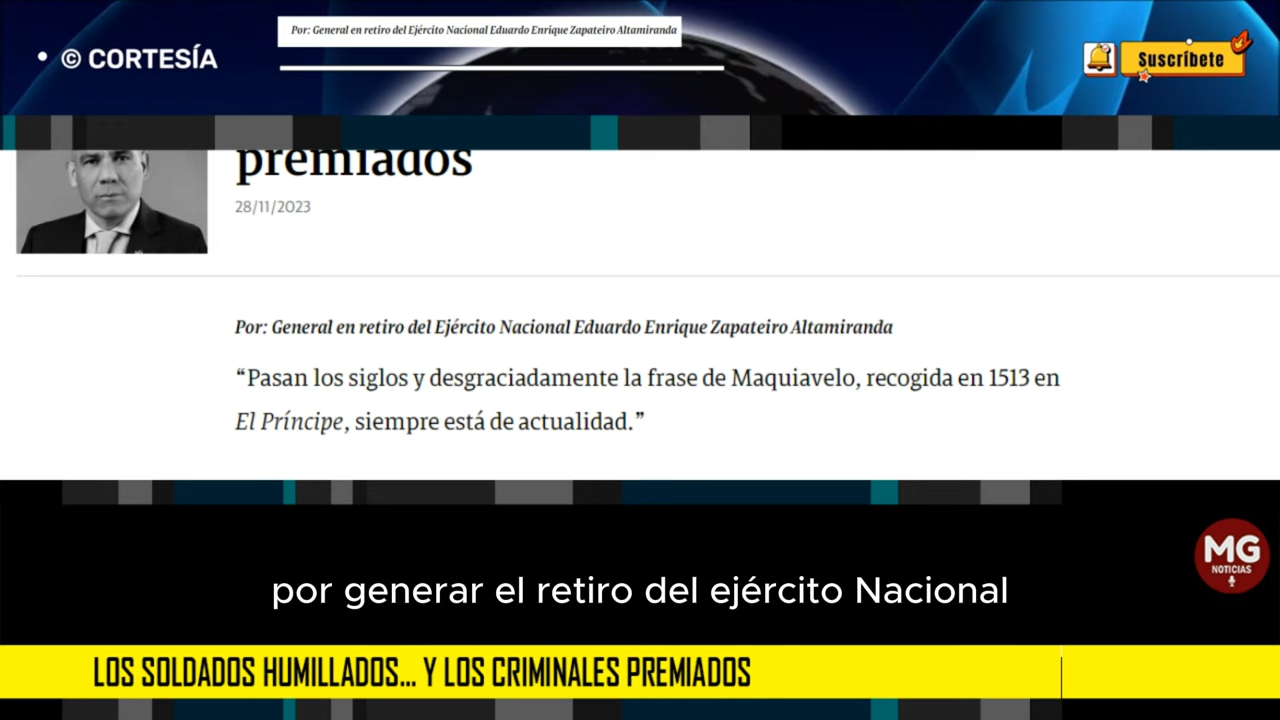 Por: General en retiro del Ejército Nacional Eduardo Enrique Zapateiro Altamiranda
• © CORTESÍA
Suscríbete
premiados
28/11/2023
Por: General en retiro del Ejército Nacional Eduardo Enrique Zapateiro Altamiranda
“Pasan los siglos y desgraciadamente la frase de Maquiavelo, recogida en 1513 en
El Príncipe, siempre está de actualidad.”
MG
NOTICIAS
por generar el retiro del ejército Nacional
LOS SOLDADOS HUMILLADOS... Y LOS CRIMINALES PREMIADOS